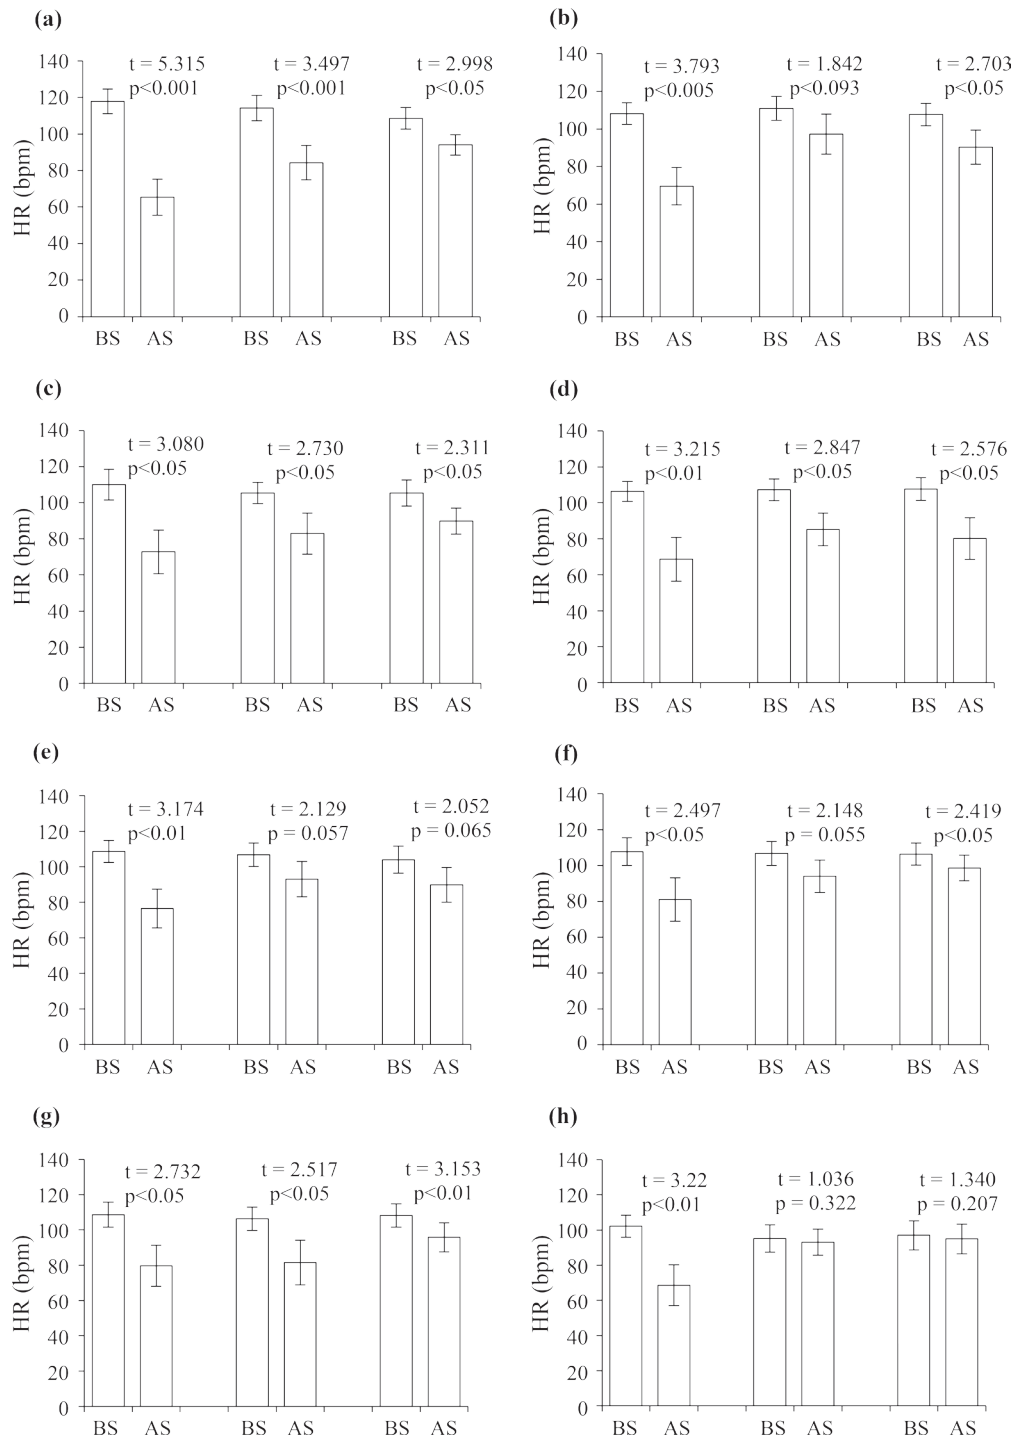 (a)
HR (bpm)
140
120
100
80
60
40
20
0
t = 5.315
p<0.001
t = 3.497
p<0.001
t = 2.998
p<0.05
BS AS BS AS BS AS
(b)
HR (bpm)
140
120
100
80
60
40
20
0
t = 3.793
p<0.005
t = 1.842
p<0.093
t = 2.703
p<0.05
BS AS BS AS BS AS
(c)
HR (bpm)
140
120
100
80
60
40
20
0
t = 3.080
p<0.05
t = 2.730
p<0.05
t = 2.311
p<0.05
BS AS BS AS BS AS
(d)
HR (bpm)
140
120
100
80
60
40
20
0
t = 3.215
p<0.01
t = 2.847
p<0.05
t = 2.576
p<0.05
BS AS BS AS BS AS
(e)
HR (bpm)
140
120
100
80
60
40
20
0
t = 3.174
p<0.01
t = 2.129
p = 0.057
t = 2.052
p = 0.065
BS AS BS AS BS AS
(f)
HR (bpm)
140
120
100
80
60
40
20
0
t = 2.497
p<0.05
t = 2.148
p = 0.055
t = 2.419
p<0.05
BS AS BS AS BS AS
(g)
HR (bpm)
140
120
100
80
60
40
20
0
t = 2.732
p<0.05
t = 2.517
p<0.05
t = 3.153
p<0.01
BS AS BS AS BS AS
(h)
HR (bpm)
140
120
100
80
60
40
20
0
t = 3.22
p<0.01
t = 1.036
p = 0.322
t = 1.340
p = 0.207
BS AS BS AS BS AS